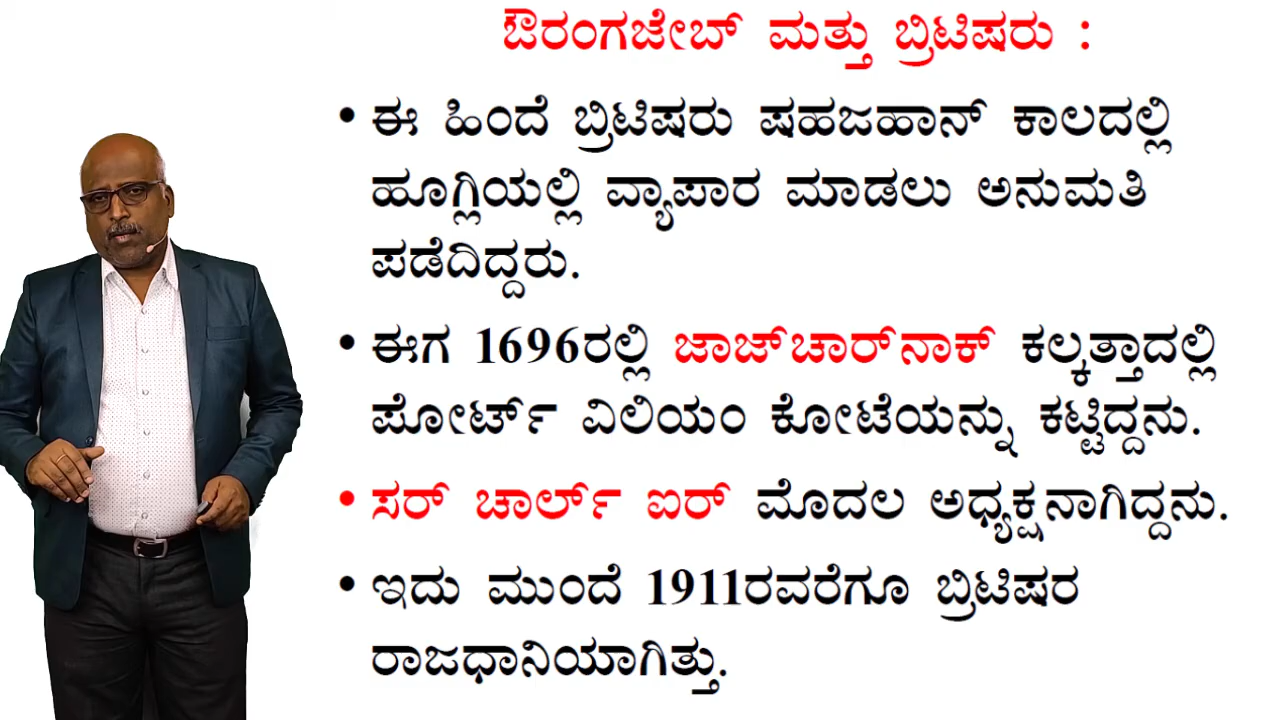 ಔರಂಗಜೇಬ್ ಮತ್ತು ಬ್ರಿಟಿಷರು :
• ಈ ಹಿಂದೆ ಬ್ರಿಟಿಷರು ಷಹಜಹಾನ್ ಕಾಲದಲ್ಲಿ
ಹೂಗ್ಲಿಯಲ್ಲಿ ವ್ಯಾಪಾರ ಮಾಡಲು ಅನುಮತಿ
ಪಡೆದಿದ್ದರು.
• ಈಗ 1696ರಲ್ಲಿ ಜಾಜ್‌ಚಾರ್‌ನಾಕ್ ಕಲ್ಕತ್ತಾದಲ್ಲಿ
ಪೋರ್ಟ್ ವಿಲಿಯಂ ಕೋಟೆಯನ್ನು ಕಟ್ಟಿದ್ದನು.
• ಸರ್ ಚಾರ್ಲ್ ಐರ್ ಮೊದಲ ಅಧ್ಯಕ್ಷನಾಗಿದ್ದನು.
• ಇದು ಮುಂದೆ 1911ರವರೆಗೂ ಬ್ರಿಟಿಷರ
ರಾಜಧಾನಿಯಾಗಿತ್ತು.